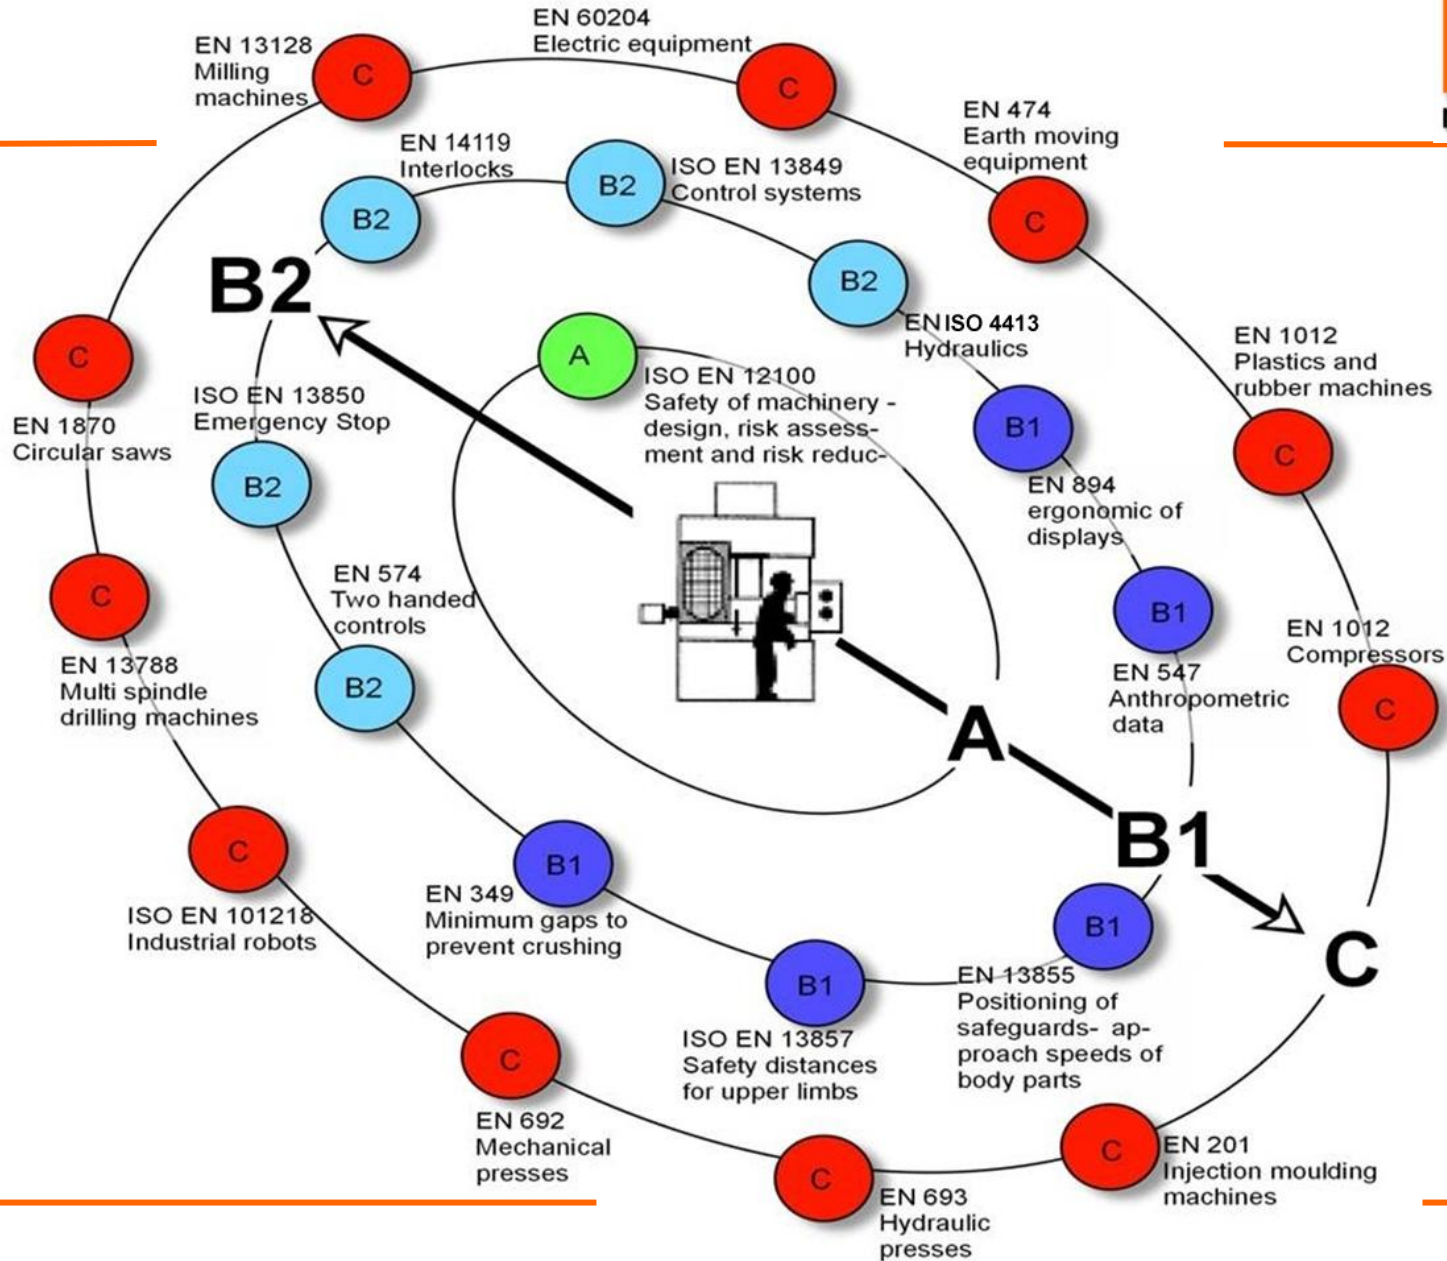 EN 60204
Electric equipment
C
EN 13128
Milling
machines
C
EN 474
Earth moving
equipment
C
EN 14119
Interlocks
B2
B2
ISO EN 13849
Control systems
B2
EN ISO 4413
Hydraulics
B2
A
ISO EN 12100
Safety of machinery -
design, risk assess-
ment and risk reduc-
EN 1012
Plastics and
rubber machines
C
C
EN 1870
Circular saws
ISO EN 13850
Emergency Stop
B2
B1
EN 894
ergonomic of
displays
C
EN 13788
Multi spindle
drilling machines
EN 574
Two handed
controls
B2
B1
EN 547
Anthropometric
data
EN 1012
Compressors
C
A
B1
C
C
ISO EN 101218
Industrial robots
B1
EN 349
Minimum gaps to
prevent crushing
B1
ISO EN 13857
Safety distances
for upper limbs
B1
EN 13855
Positioning of
safeguards- ap-
proach speeds of
body parts
C
EN 692
Mechanical
presses
C
EN 693
Hydraulic
presses
C
EN 201
Injection moulding
machines